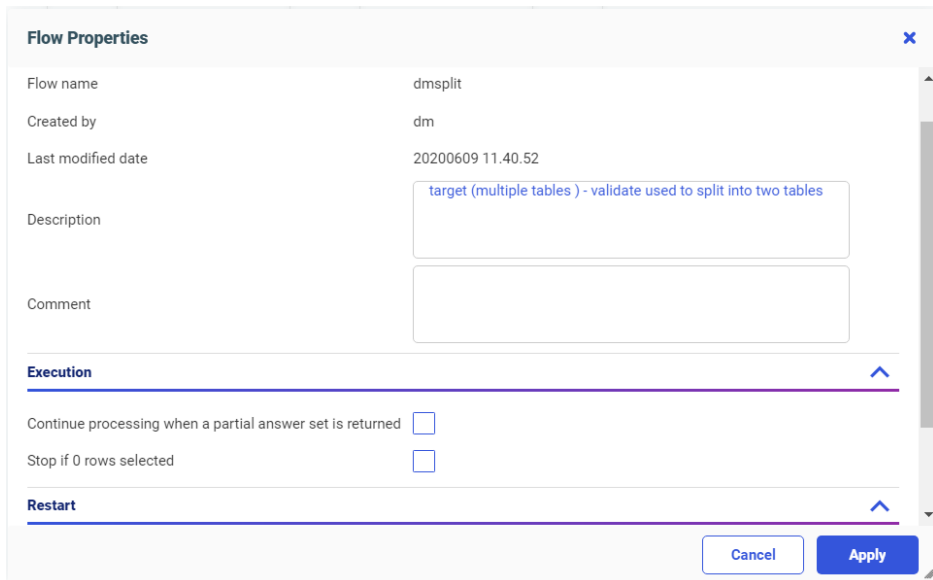 Flow Properties
Flow name dmsplit
Created by dm
Last modified date 20200609 11.40.52
Description target (multiple tables ) - validate used to split into two tables
Comment
Execution
Continue processing when a partial answer set is returned
Stop if 0 rows selected
Restart
Cancel Apply